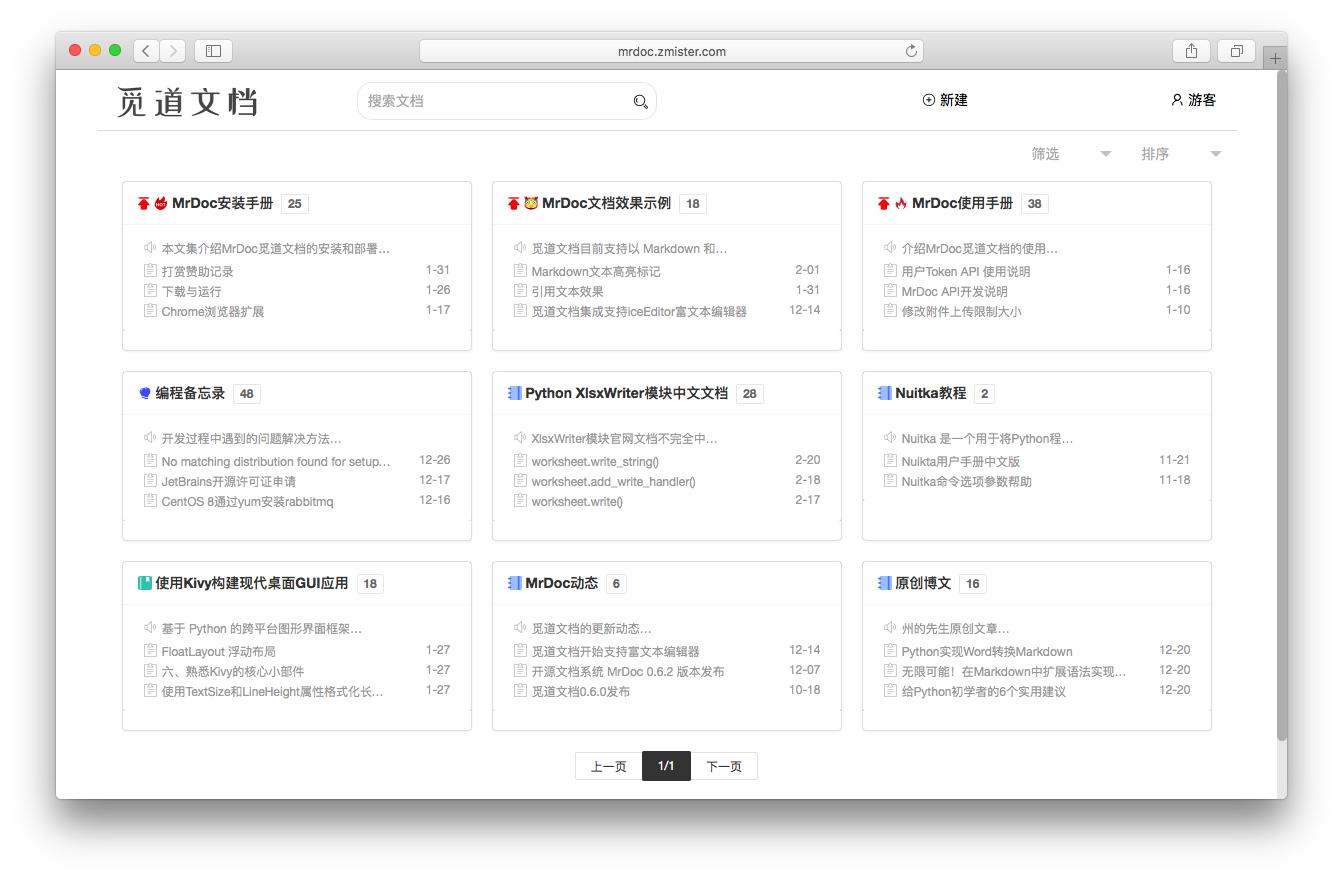 mrdoc.zmister.com
觅道文档
搜索文档
新建
游客
筛选
排序
MrDoc安装手册 25
本文集介绍MrDoc觅道文档的安装和部署...
打赏赞助记录 1-31
下载与运行 1-26
Chrome浏览器扩展 1-17
MrDoc文档效果示例 18
觅道文档目前支持以 Markdown 和...
Markdown文本高亮标记 2-01
引用文本效果 1-31
觅道文档集成支持iceEditor富文本编辑器 12-14
MrDoc使用手册 38
介绍MrDoc觅道文档的使用...
用户Token API 使用说明 1-16
MrDoc API开发说明 1-16
修改附件上传限制大小 1-10
编程备忘录 48
开发过程中遇到的问题解决方法...
No matching distribution found for setup... 12-26
JetBrains开源许可证申请 12-17
CentOS 8通过yum安装rabbitmq 12-16
Python XlsxWriter模块中文文档 28
XlsxWriter模块官网文档不完全中...
worksheet.write_string() 2-20
worksheet.add_write_handler() 2-18
worksheet.write() 2-17
Nuitka教程 2
Nuitka 是一个用于将Python程...
Nuikta用户手册中文版 11-21
Nuitka命令选项参数帮助 11-18
使用Kivy构建现代桌面GUI应用 18
基于 Python 的跨平台图形界面框架...
FloatLayout 浮动布局 1-27
六、熟悉Kivy的核心小部件 1-27
使用TextSize和LineHeight属性格式化长... 1-27
MrDoc动态 6
觅道文档的更新动态...
觅道文档开始支持富文本编辑器 12-14
开源文档系统 MrDoc 0.6.2 版本发布 12-07
觅道文档0.6.0发布 10-18
原创博文 16
州的先生原创文章...
Python实现Word转换Markdown 12-20
无限可能！在Markdown中扩展语法实现... 12-20
给Python初学者的6个实用建议 12-20
上一页 1/1 下一页